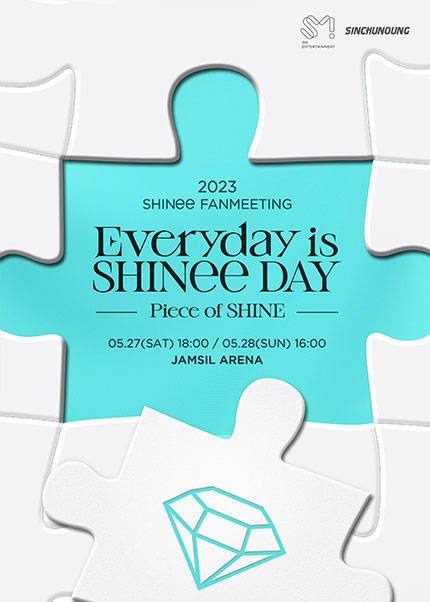 SM!
SM
ENTERTAINMENT
SINCHUNOUNG
2023
SHINee FANMEETING
Everyday is
SHINee DAY
Piece of SHINE
05.27(SAT) 18:00 / 05.28(SUN) 16:00
JAMSIL ARENA